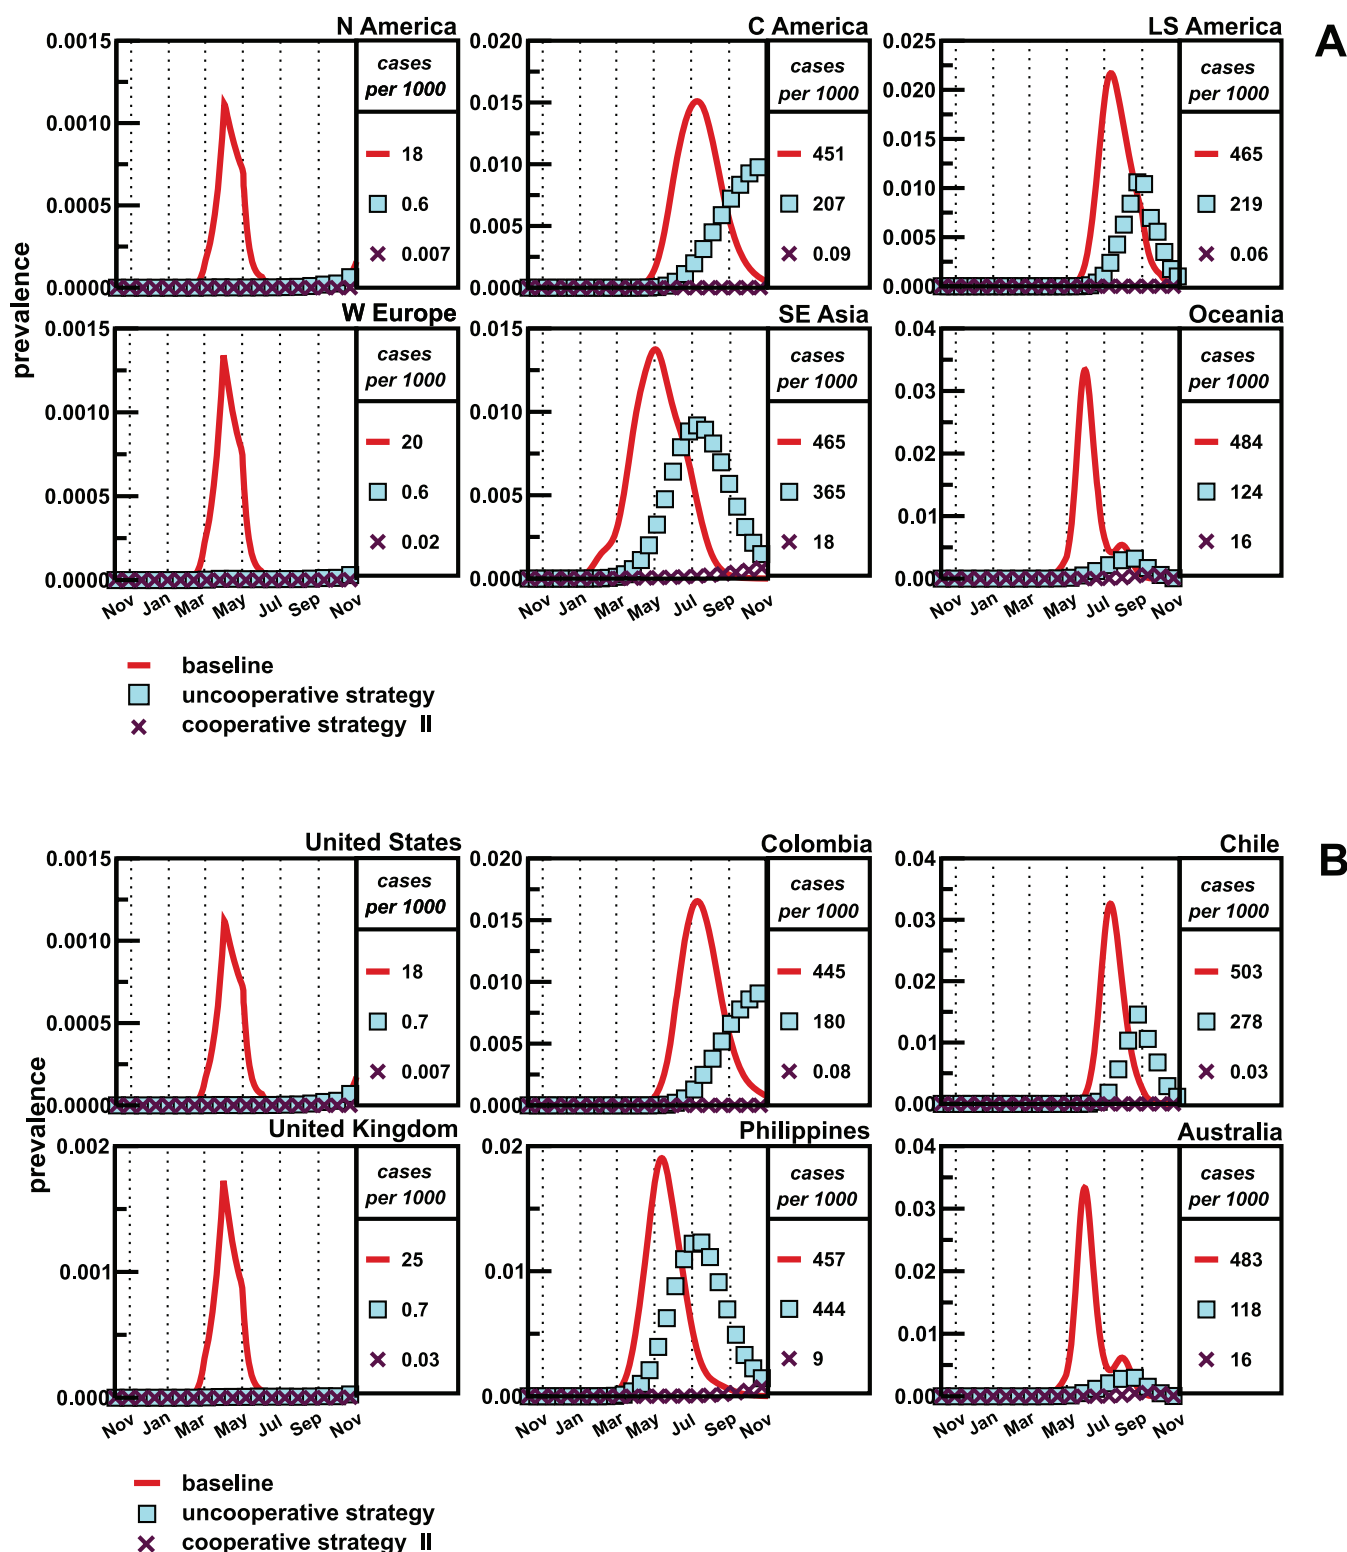 N America
C America
LS America
A
0.0015
0.0010
0.0005
0.0000
cases
per 1000
18
0.6
0.007
0.020
0.015
0.010
0.005
0.000
cases
per 1000
451
207
0.09
0.025
0.020
0.015
0.010
0.005
0.00
cases
per 1000
465
219
0.06
prevalence
W Europe
SE Asia
Oceania
0.0015
0.0010
0.0005
0.0000
cases
per 1000
20
0.6
0.02
0.015
0.010
0.005
0.000
cases
per 1000
465
365
18
0.04
0.03
0.02
0.01
0.00
cases
per 1000
484
124
16
Nov Jan Mar May Jul Sep Nov
Nov Jan Mar May Jul Sep Nov
Nov Jan Mar May Jul Sep Nov
baseline
uncooperative strategy
cooperative strategy II
United States
Colombia
Chile
B
0.0015
0.0010
0.0005
0.0000
cases
per 1000
18
0.7
0.007
0.020
0.015
0.010
0.005
0.000
cases
per 1000
445
180
0.08
0.04
0.03
0.02
0.01
0.00
cases
per 1000
503
278
0.03
prevalence
United Kingdom
Philippines
Australia
0.002
0.001
0.000
cases
per 1000
25
0.7
0.03
0.02
0.01
0.00
cases
per 1000
457
444
9
0.04
0.03
0.02
0.01
0.00
cases
per 1000
483
118
16
Nov Jan Mar May Jul Sep Nov
Nov Jan Mar May Jul Sep Nov
Nov Jan Mar May Jul Sep Nov
baseline
uncooperative strategy
cooperative strategy II